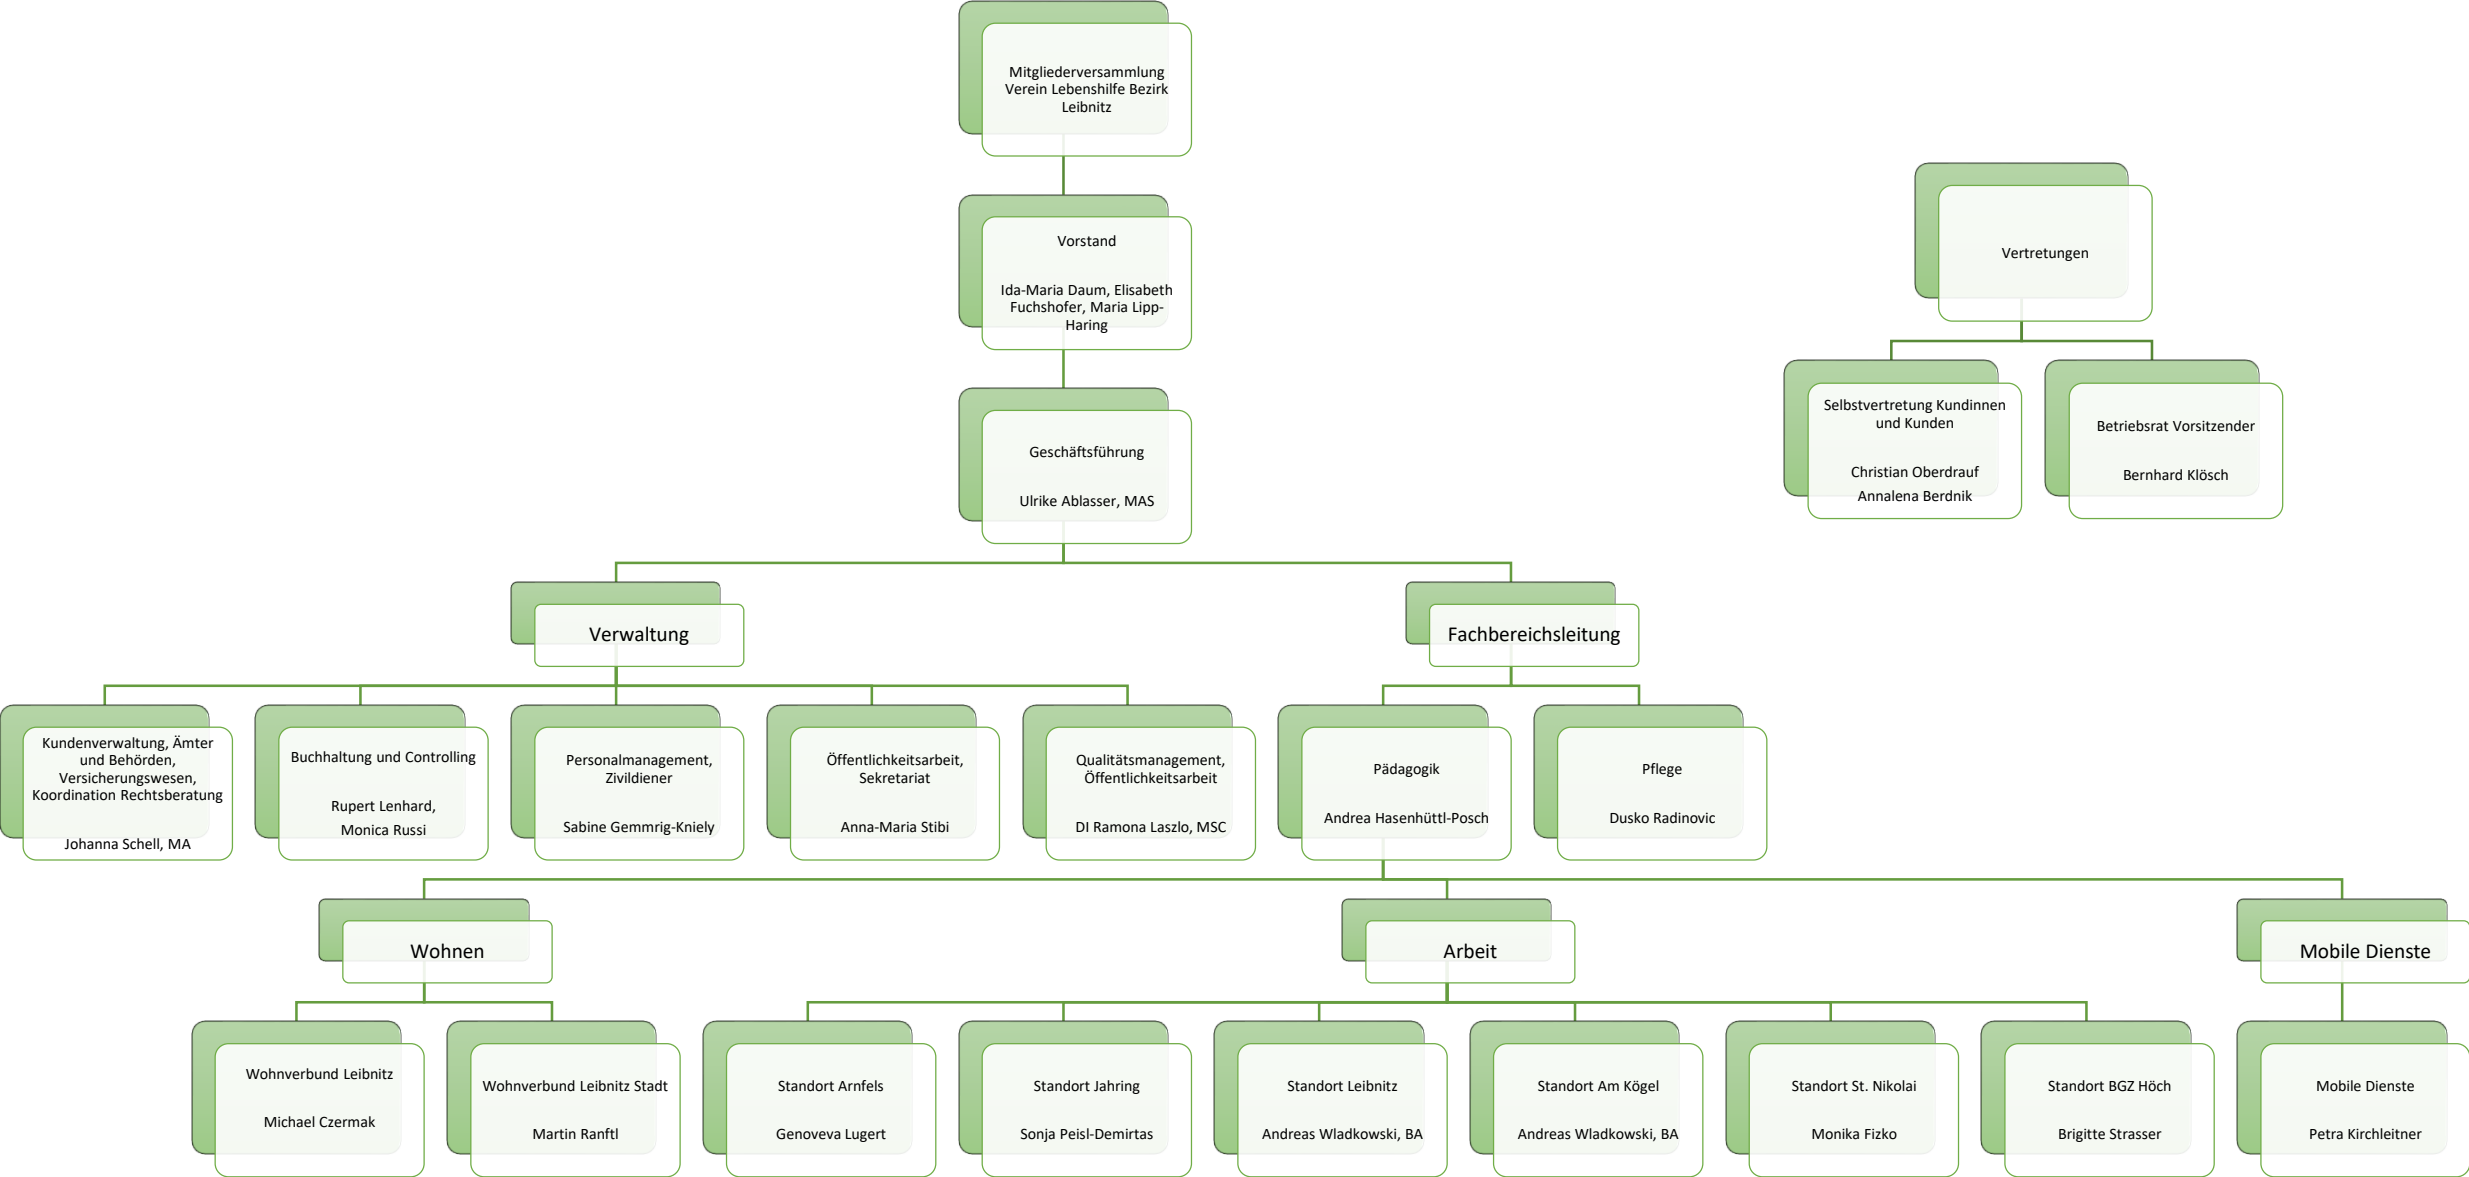 Mitgliederversammlung
Verein Lebenshilfe Bezirk
Leibnitz
Vorstand
Ida-Maria Daum, Elisabeth
Fuchshofer, Maria Lipp-
Haring
Geschäftsführung
Ulrike Ablasser, MAS
Vertretungen
Selbstvertretung Kundinnen
und Kunden
Christian Oberdrauf
Annalena Berdnik
Betriebsrat Vorsitzender
Bernhard Klösch
Verwaltung
Fachbereichsleitung
Kundenverwaltung, Ämter
und Behörden,
Versicherungswesen,
Koordination Rechtsberatung
Johanna Schell, MA
Buchhaltung und Controlling
Rupert Lenhard,
Monica Russi
Personalmanagement,
Zivildiener
Sabine Gemmrig-Kniely
Öffentlichkeitsarbeit,
Sekretariat
Anna-Maria Stibi
Qualitätsmanagement,
Öffentlichkeitsarbeit
DI Ramona Laszlo, MSC
Pädagogik
Andrea Hasenhüttl-Posch
Pflege
Dusko Radinovic
Wohnen
Arbeit
Mobile Dienste
Wohnverbund Leibnitz
Michael Czermak
Wohnverbund Leibnitz Stadt
Martin Ranftl
Standort Arnfels
Genoveva Lugert
Standort Jahring
Sonja Peisl-Demirtas
Standort Leibnitz
Andreas Wladkowski, BA
Standort Am Kögel
Andreas Wladkowski, BA
Standort St. Nikolai
Monika Fizko
Standort BGZ Höch
Brigitte Strasser
Mobile Dienste
Petra Kirchleitner